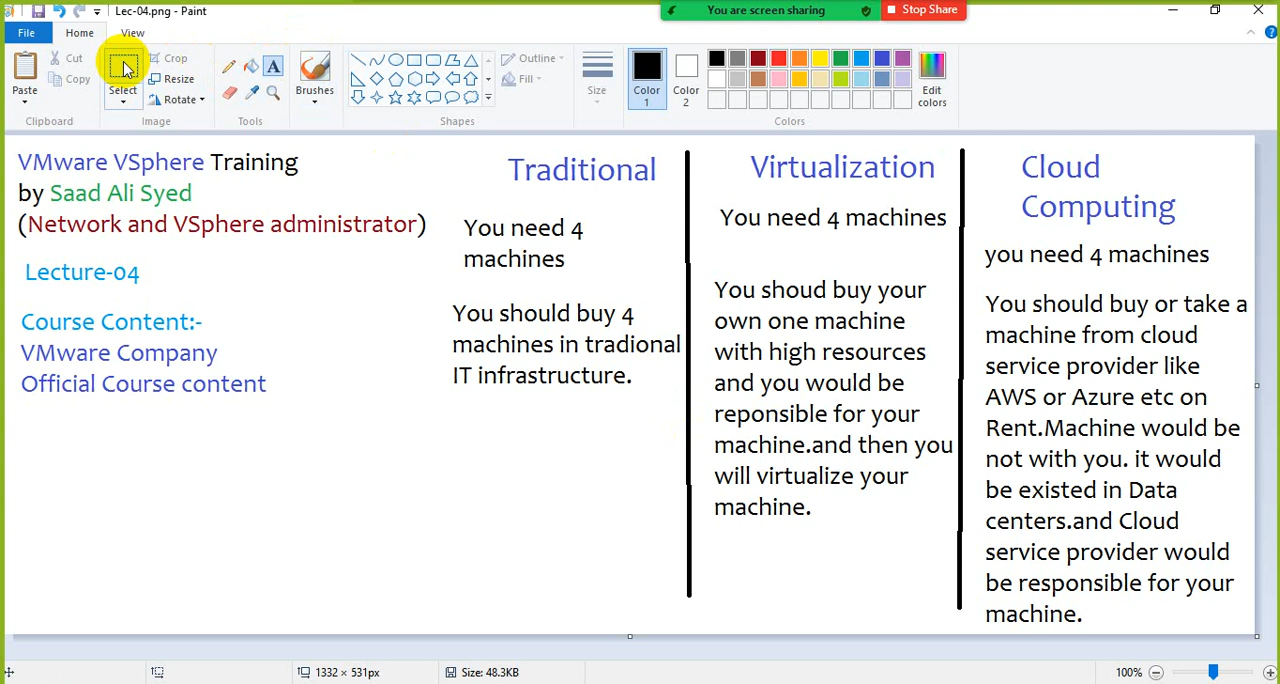 Lec-04.png - Paint
You are screen sharing
Stop Share
File
Home
View
Paste
Cut
Copy
Clipboard
Select
Crop
Resize
Rotate
Image
A
Tools
Brushes
Outline
Fill
Shapes
Size
Color 1
Color 2
Edit colors
Colors
VMware VSphere Training
by Saad Ali Syed
(Network and VSphere administrator)
Lecture-04
Course Content:-
VMware Company
Official Course content
Traditional
You need 4
machines
You should buy 4
machines in tradional
IT infrastructure.
Virtualization
You need 4 machines
You shoud buy your
own one machine
with high resources
and you would be
reponsible for your
machine.and then you
will virtualize your
machine.
Cloud
Computing
you need 4 machines
You should buy or take a
machine from cloud
service provider like
AWS or Azure etc on
Rent.Machine would be
not with you. it would
be existed in Data
centers.and Cloud
service provider would
be responsible for your
machine.
1332 × 531px
Size: 48.3KB
100%